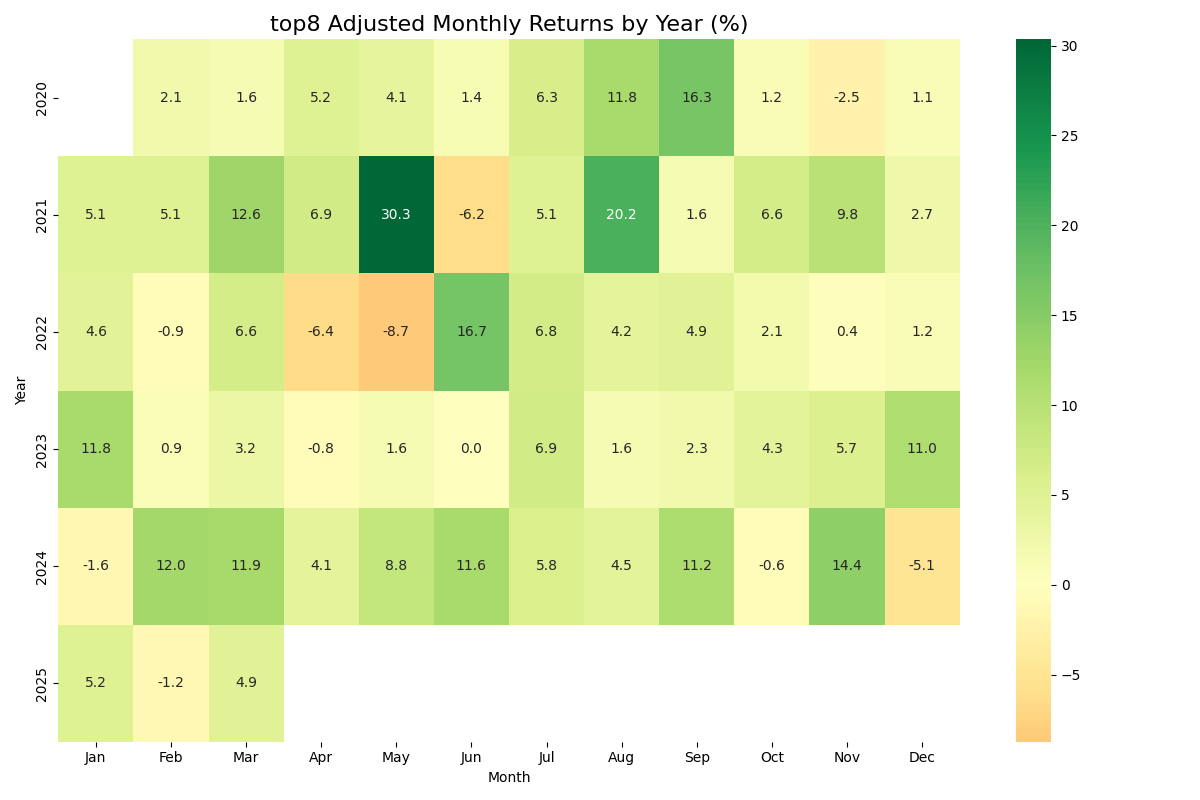 top8 Adjusted Monthly Returns by Year (%)
2020 2.1 1.6 5.2 4.1 1.4 6.3 11.8 16.3 1.2 -2.5 1.1
2021 5.1 5.1 12.6 6.9 30.3 -6.2 5.1 20.2 1.6 6.6 9.8 2.7
2022 4.6 -0.9 6.6 -6.4 -8.7 16.7 6.8 4.2 4.9 2.1 0.4 1.2
2023 11.8 0.9 3.2 -0.8 1.6 0.0 6.9 1.6 2.3 4.3 5.7 11.0
2024 -1.6 12.0 11.9 4.1 8.8 11.6 5.8 4.5 11.2 -0.6 14.4 -5.1
2025 5.2 -1.2 4.9
Year
Jan Feb Mar Apr May Jun Jul Aug Sep Oct Nov Dec
Month
30
25
20
15
10
5
0
−5